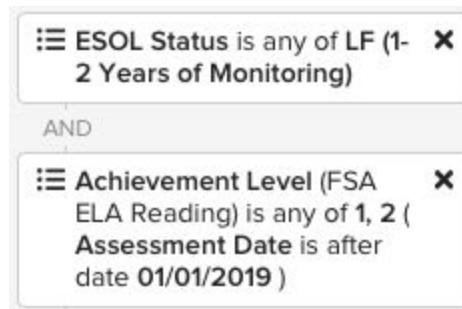 ESOL Status is any of LF (1-
2 Years of Monitoring)
AND
Achievement Level (FSA
ELA Reading) is any of 1, 2 (
Assessment Date is after
date 01/01/2019 )